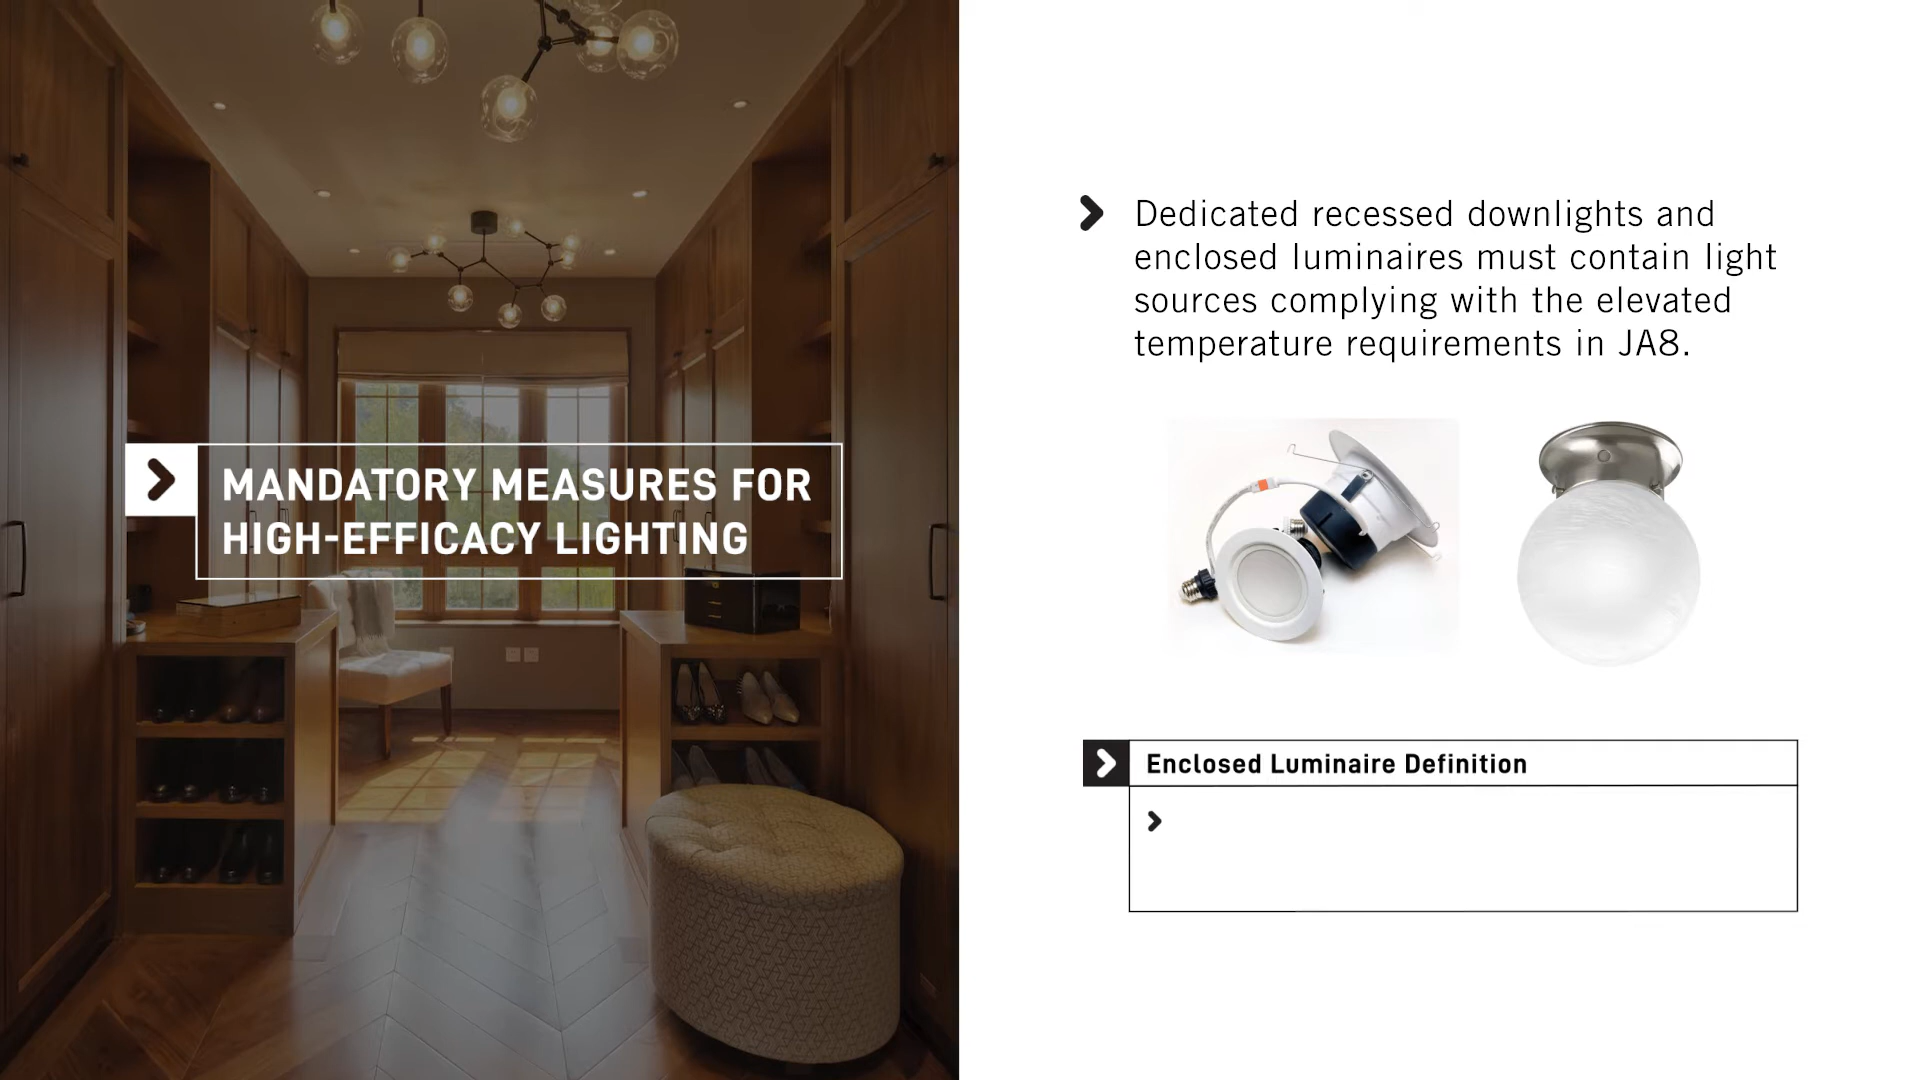 MANDATORY MEASURES FOR
HIGH-EFFICACY LIGHTING
Dedicated recessed downlights and
enclosed luminaires must contain light
sources complying with the elevated
temperature requirements in JA8.
Enclosed Luminaire Definition